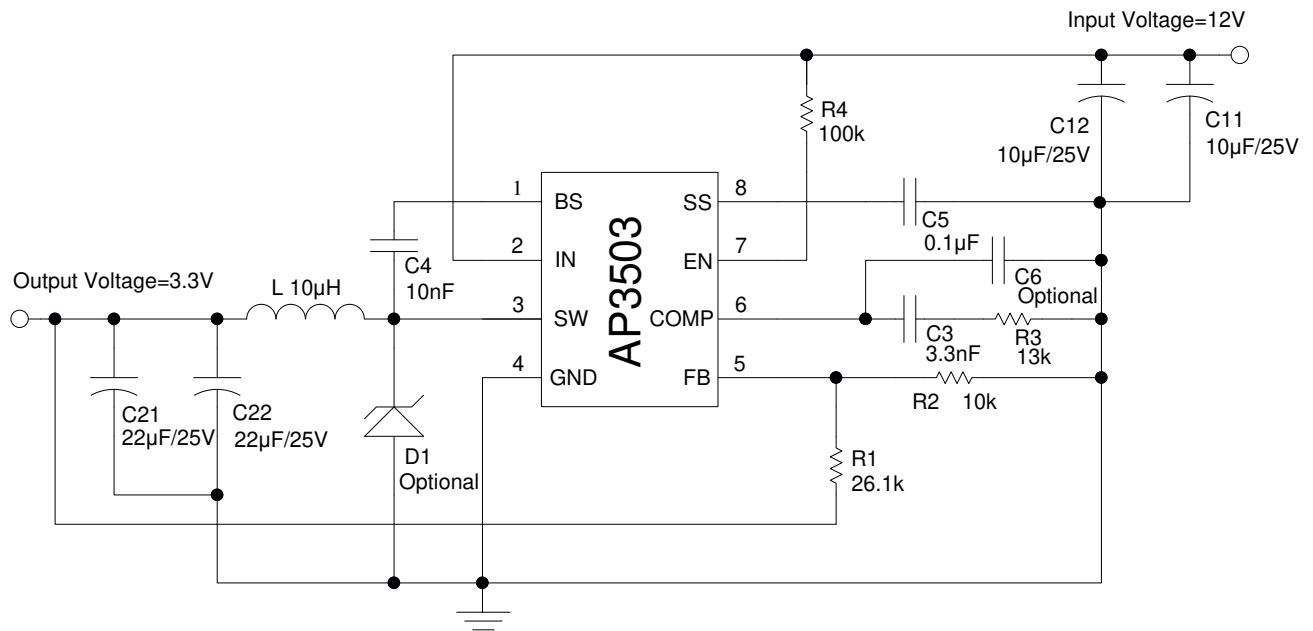 Input Voltage=12V
R4
100k
C12
10µF/25V
C11
10µF/25V
1
BS
SS
8
C5
0.1µF
2
IN
EN
7
C4
10nF
C6
Optional
AP3503
Output Voltage=3.3V
L 10µH
3
SW
COMP
6
C3
3.3nF
R3
13k
4
GND
FB
5
R2 10k
C21
22µF/25V
C22
22µF/25V
D1
Optional
R1
26.1k